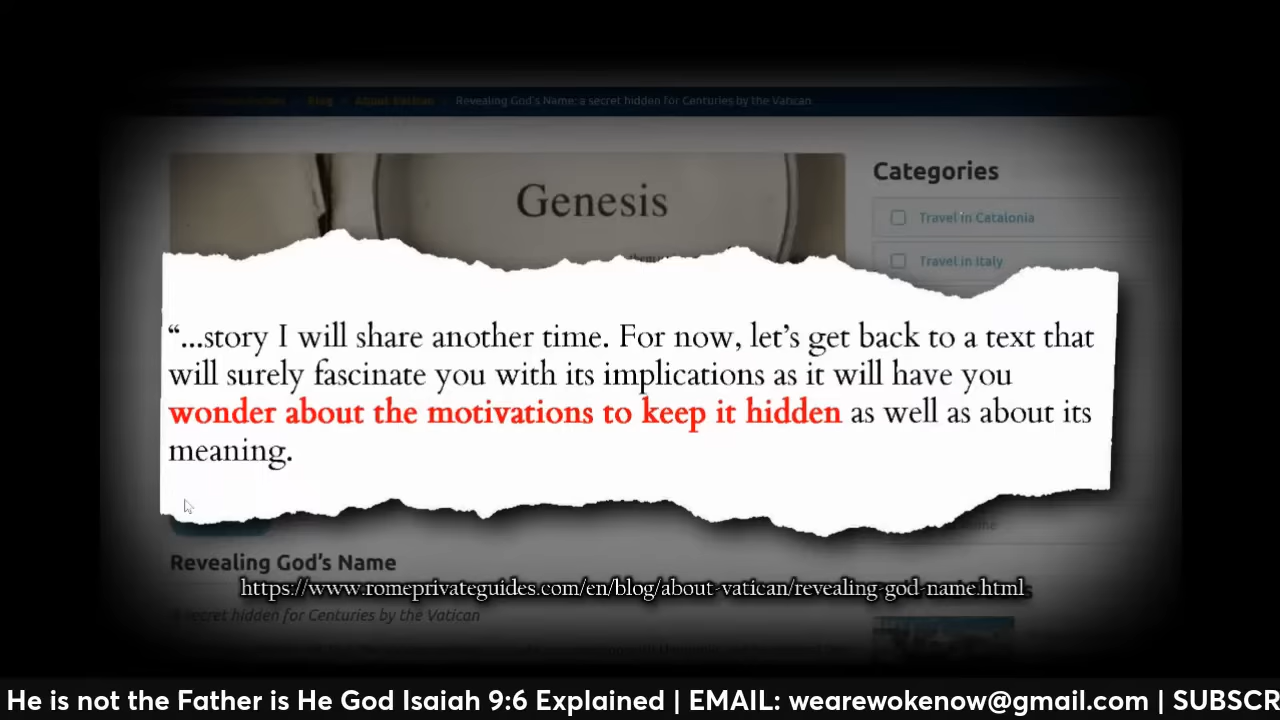 Blog
About Vatican
Revealing God's Name: a secret hidden for Centuries by the Vatican
Genesis
Categories
Travel in Catalonia
Travel in Italy
“...story I will share another time. For now, let’s get back to a text that
will surely fascinate you with its implications as it will have you
wonder about the motivations to keep it hidden as well as about its
meaning.
Revealing God’s Name
https://www.romeprivateguides.com/en/blog/about-vatican/revealing-god-name.html
A secret hidden for Centuries by the Vatican
He is not the Father is He God Isaiah 9:6 Explained | EMAIL: wearewokenow@gmail.com | SUBSCR